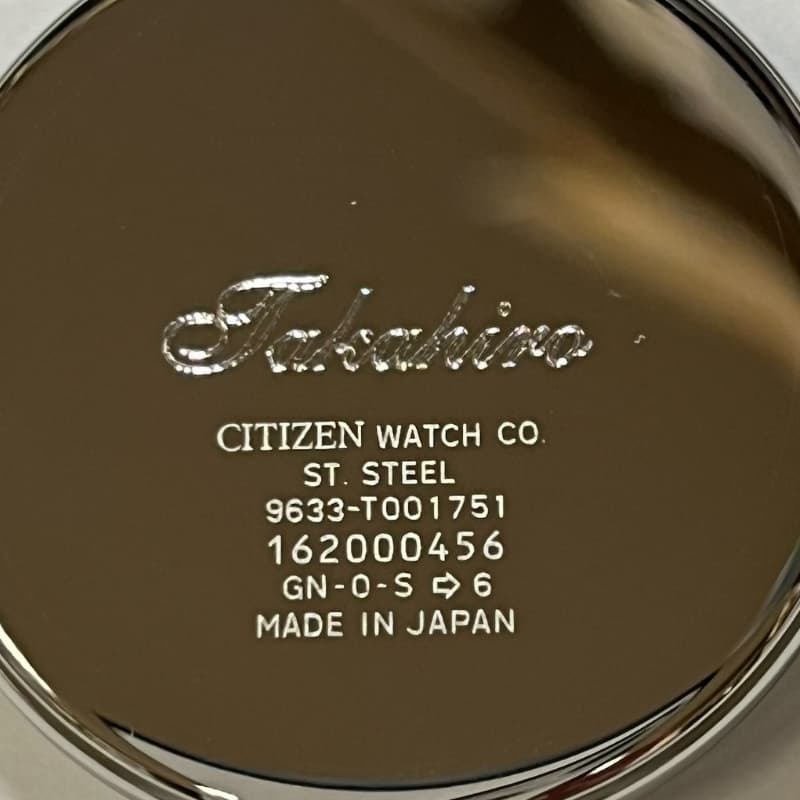 Takahiro
CITIZEN WATCH CO.
ST. STEEL
9633-T001751
162000456
GN-0-S ⇨ 6
MADE IN JAPAN